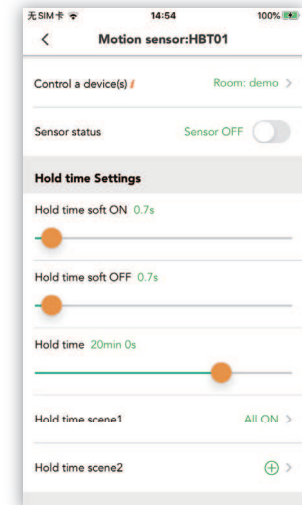 无SIM卡 14:54 100%
Motion sensor:HBT01
Control a device(s) Room: demo >
Sensor status Sensor OFF
Hold time Settings
Hold time soft ON 0.7s
Hold time soft OFF 0.7s
Hold time 20min 0s
Hold time scene1 All ON >
Hold time scene2 >